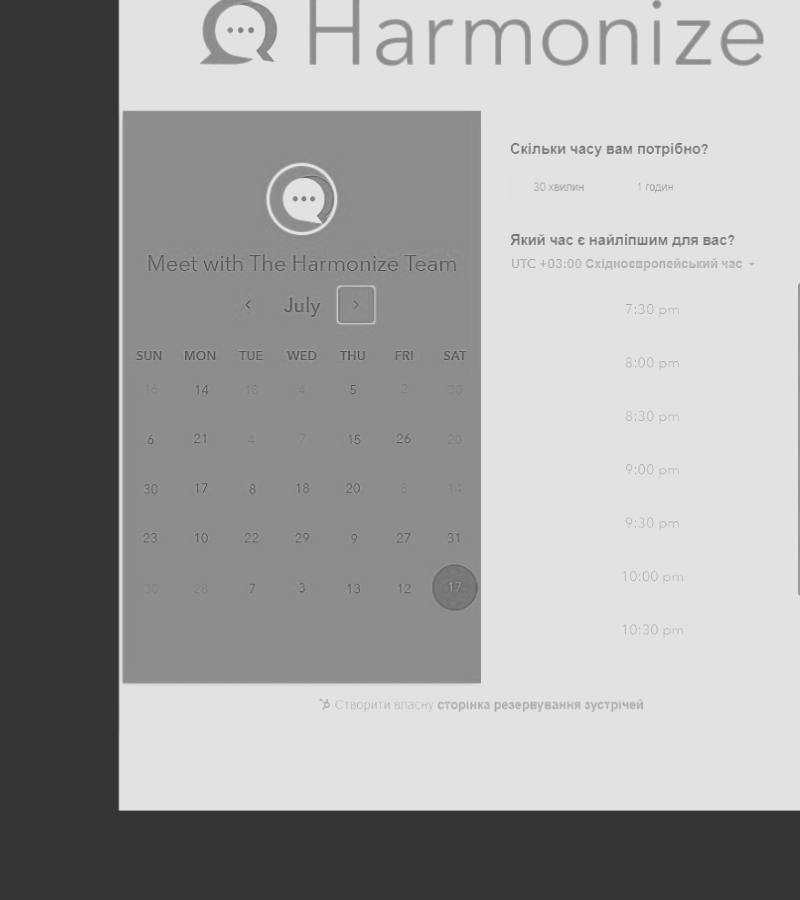 Harmonize
Meet with The Harmonize Team
July
SUN MON TUE WED THU FRI SAT
16 14 18 4 5 2 30
6 21 4 7 15 26 20
30 17 8 18 20 8 14
23 10 22 29 9 27 31
30 28 7 3 13 12 17
Скільки часу вам потрібно?
30 хвилин 1 годин
Який час є найліпшим для вас?
UTC +03:00 Східноєвропейський час
7:30 pm
8:00 pm
8:30 pm
9:00 pm
9:30 pm
10:00 pm
10:30 pm
Створити власну сторінка резервування зустрічей